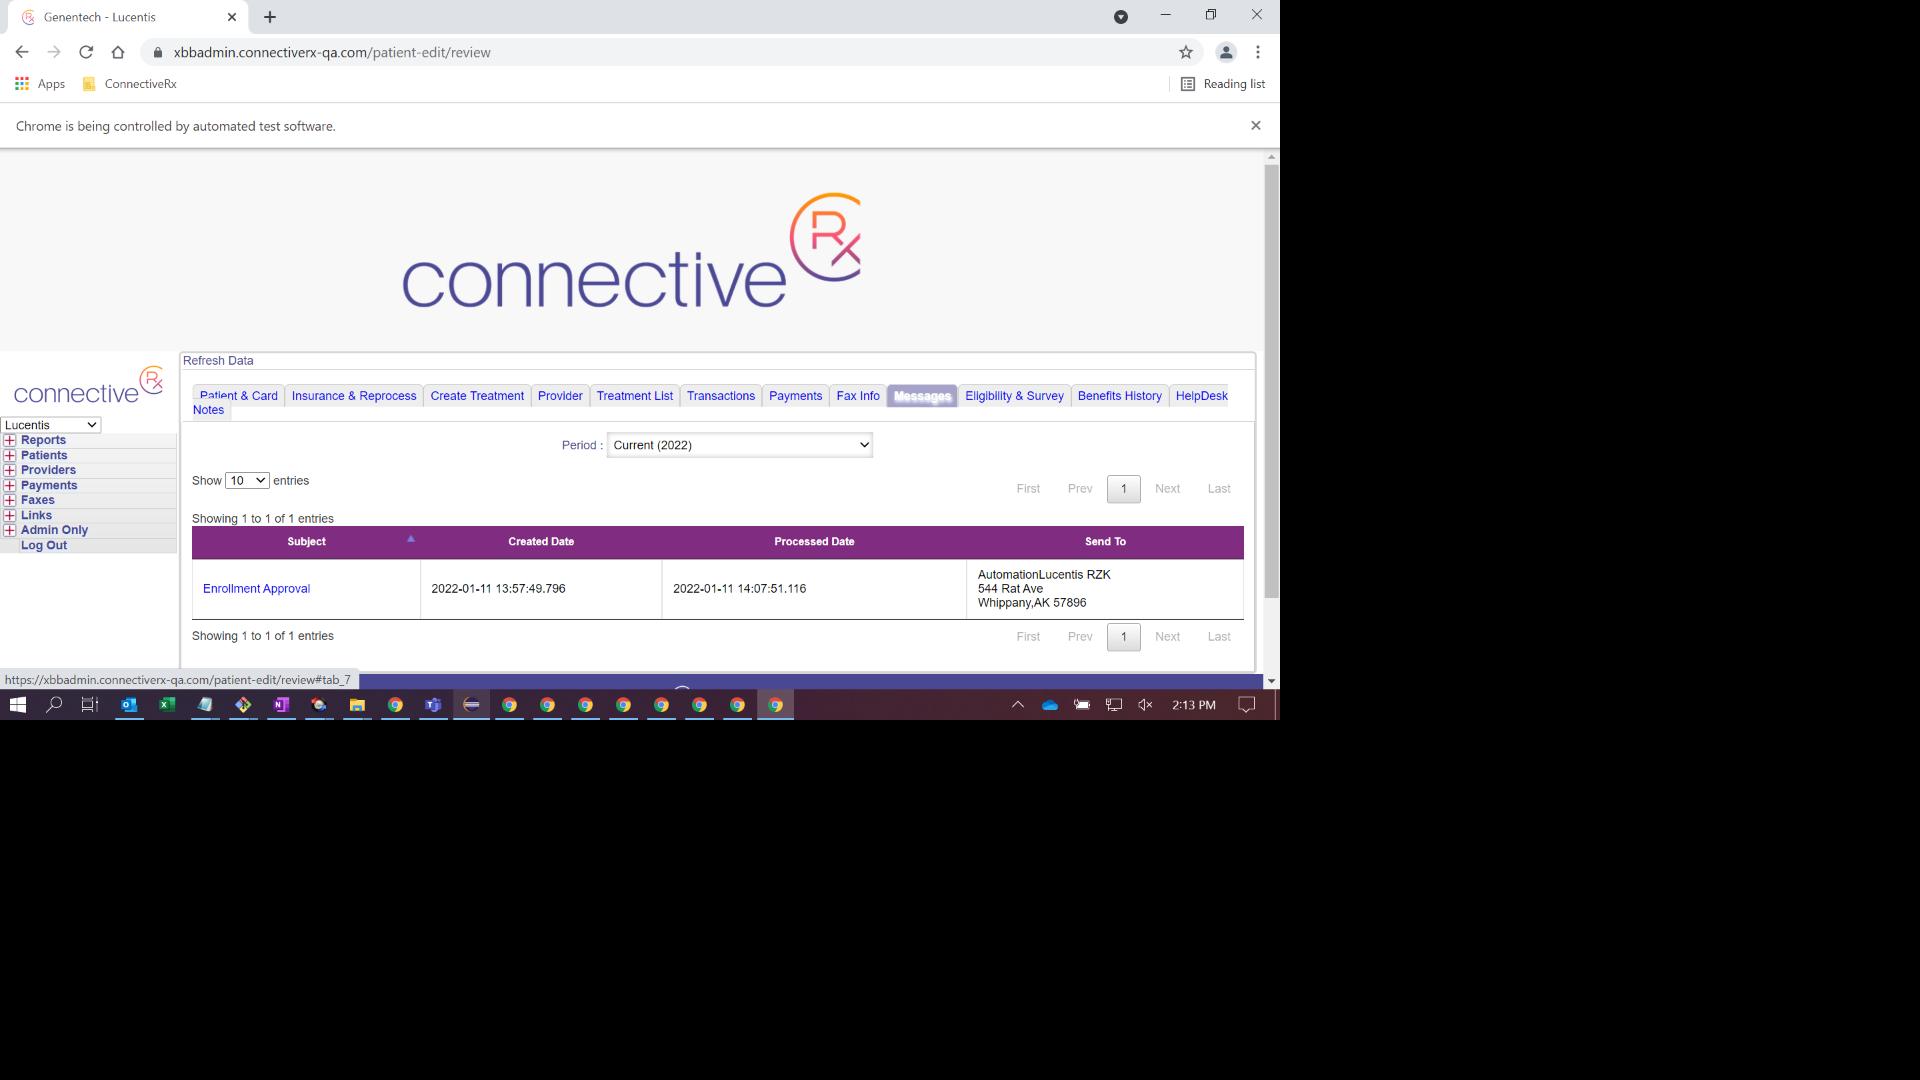 Genentech - Lucentis
xbbadmin.connectiverx-qa.com/patient-edit/review
Apps ConnectiveRx Reading list
Chrome is being controlled by automated test software.
connective Rx
connective Rx
Refresh Data
Patient & Card Insurance & Reprocess Create Treatment Provider Treatment List Transactions Payments Fax Info Messages Eligibility & Survey Benefits History HelpDesk
Notes
Lucentis
Reports
Patients
Providers
Payments
Faxes
Links
Admin Only
Log Out
Period : Current (2022)
Show 10 entries
First Prev 1 Next Last
Showing 1 to 1 of 1 entries
Subject Created Date Processed Date Send To
Enrollment Approval 2022-01-11 13:57:49.796 2022-01-11 14:07:51.116 AutomationLucentis RZK
544 Rat Ave
Whippany,AK 57896
Showing 1 to 1 of 1 entries First Prev 1 Next Last
https://xbbadmin.connectiverx-qa.com/patient-edit/review#tab_7
2:13 PM